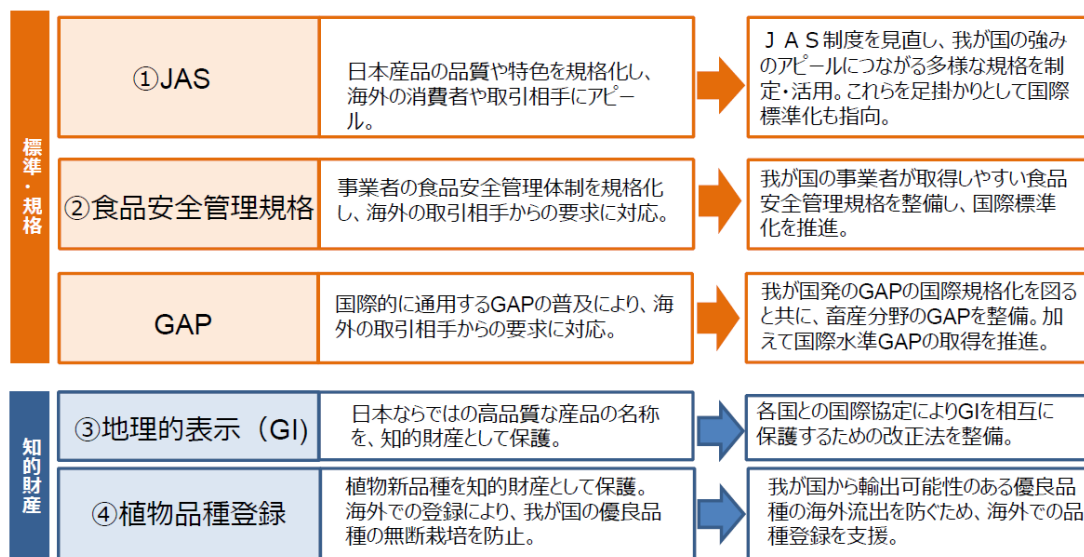 標準・規格
①JAS
日本産品の品質や特色を規格化し、
海外の消費者や取引相手にアピー
ル。
ＪＡＳ制度を見直し、我が国の強み
のアピールにつながる多様な規格を制
定・活用。これらを足掛かりとして国際
標準化も指向。
②食品安全管理規格
事業者の食品安全管理体制を規格化
し、海外の取引相手からの要求に対応。
我が国の事業者が取得しやすい食品
安全管理規格を整備し、国際標準
化を推進。
GAP
国際的に通用するGAPの普及により、海
外の取引相手からの要求に対応。
我が国発のGAPの国際規格化を図る
と共に、畜産分野のGAPを整備。加
えて国際水準GAPの取得を推進。
知的財産
③地理的表示（GI)
日本ならではの高品質な産品の名称
を、知的財産として保護。
各国との国際協定によりGIを相互に
保護するための改正法を整備。
④植物品種登録
植物新品種を知的財産として保護。
海外での登録により、我が国の優良品
種の無断栽培を防止。
我が国から輸出可能性のある優良品
種の海外流出を防ぐため、海外での品
種登録を支援。